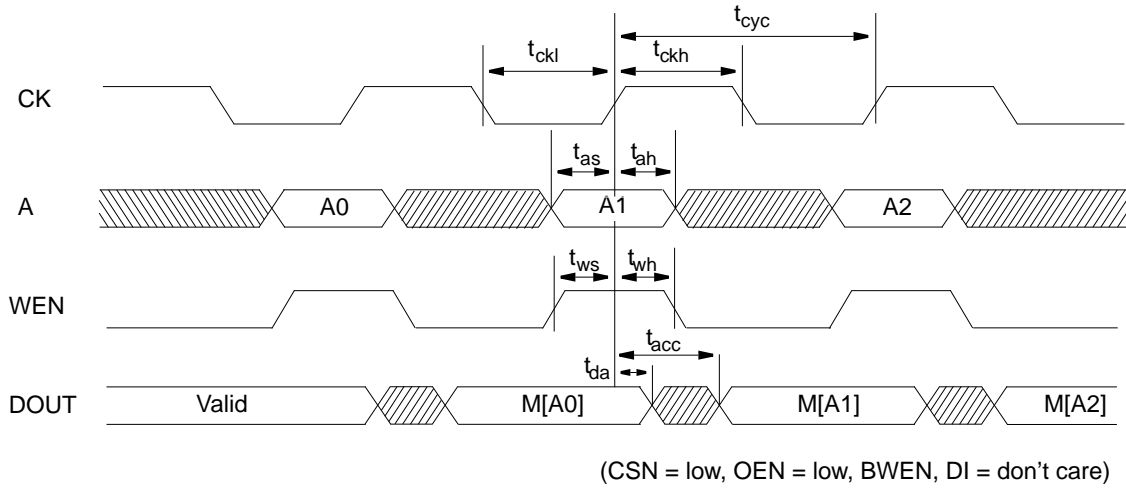 tcyc
tckl tckh
CK
tas tah
A A0 A1 A2
tws twh
WEN
tacc
tda
DOUT Valid M[A0] M[A1] M[A2]
(CSN = low, OEN = low, BWEN, DI = don't care)